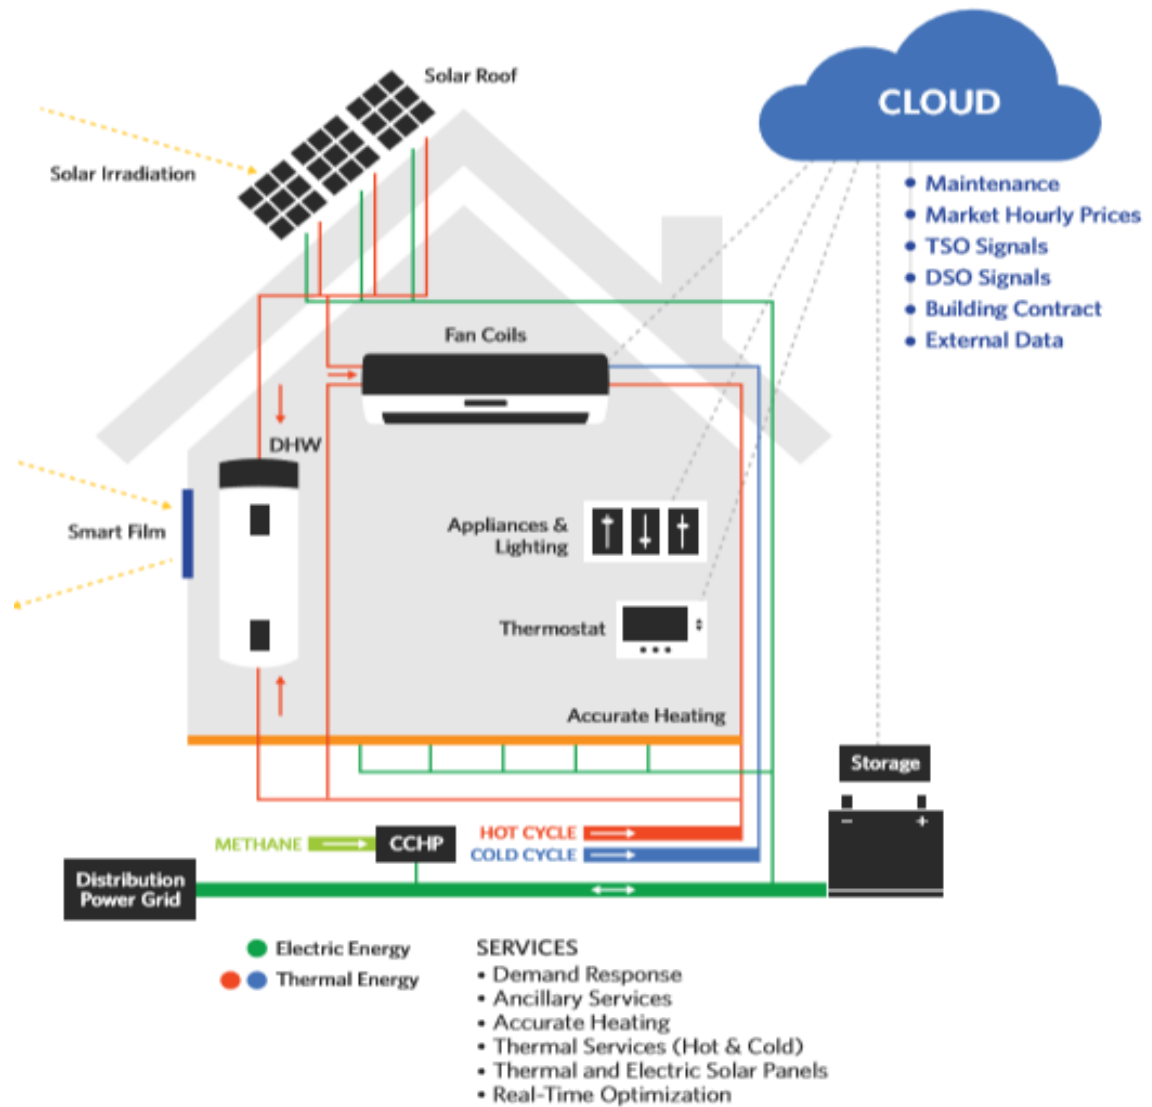 Solar Roof
CLOUD
Solar Irradiation
• Maintenance
• Market Hourly Prices
• TSO Signals
• DSO Signals
• Building Contract
• External Data
Fan Coils
DHW
Smart Film
Appliances &
Lighting
Thermostat
Accurate Heating
Storage
− +
METHANE
CCHP
HOT CYCLE
COLD CYCLE
Distribution
Power Grid
Electric Energy
Thermal Energy
SERVICES
• Demand Response
• Ancillary Services
• Accurate Heating
• Thermal Services (Hot & Cold)
• Thermal and Electric Solar Panels
• Real-Time Optimization